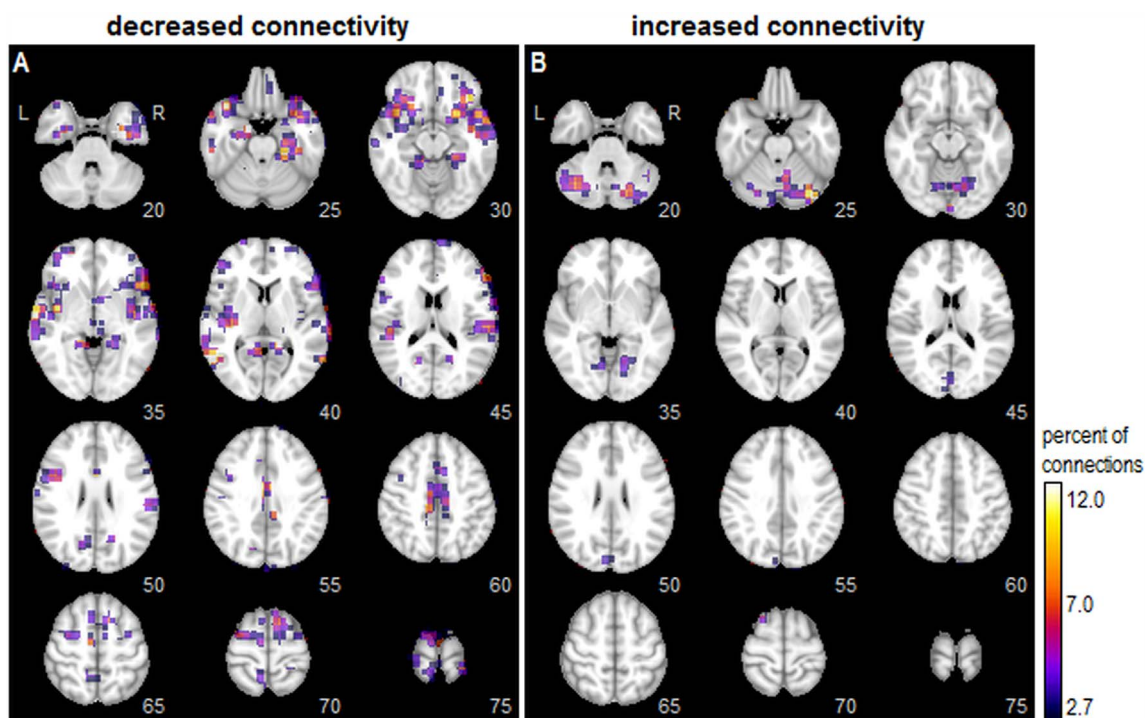 decreased connectivity
increased connectivity
A
B
L R
L R
20 25 30
20 25 30
35 40 45
35 40 45
50 55 60
50 55 60
65 70 75
65 70 75
percent of
connections
12.0
7.0
2.7